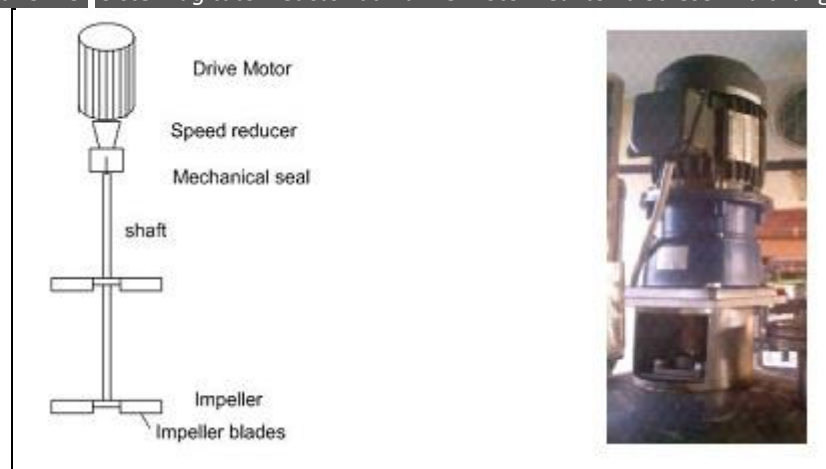 Drive Motor
Speed reducer
Mechanical seal
shaft
Impeller
Impeller blades